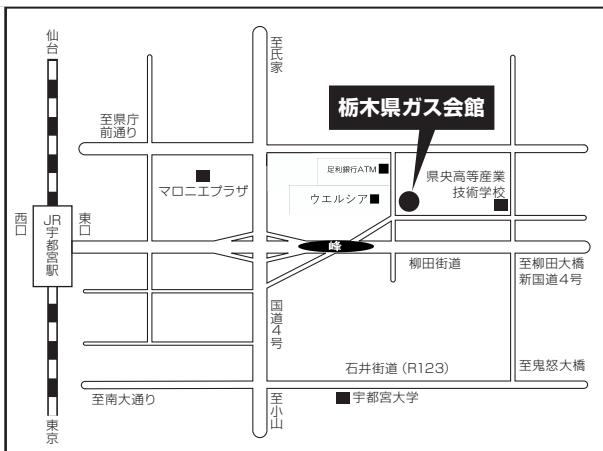 仙台
至氏家
栃木県ガス会館
至県庁
前通り
足利銀行ATM
県央高等産業
技術学校
マロニエプラザ
ウエルシア
西口
JR
宇都宮駅
東口
峰
柳田街道
至柳田大橋
新国道4号
国道4号
石井街道(R123)
至鬼怒大橋
至南大通り
至小山
宇都宮大学
東京